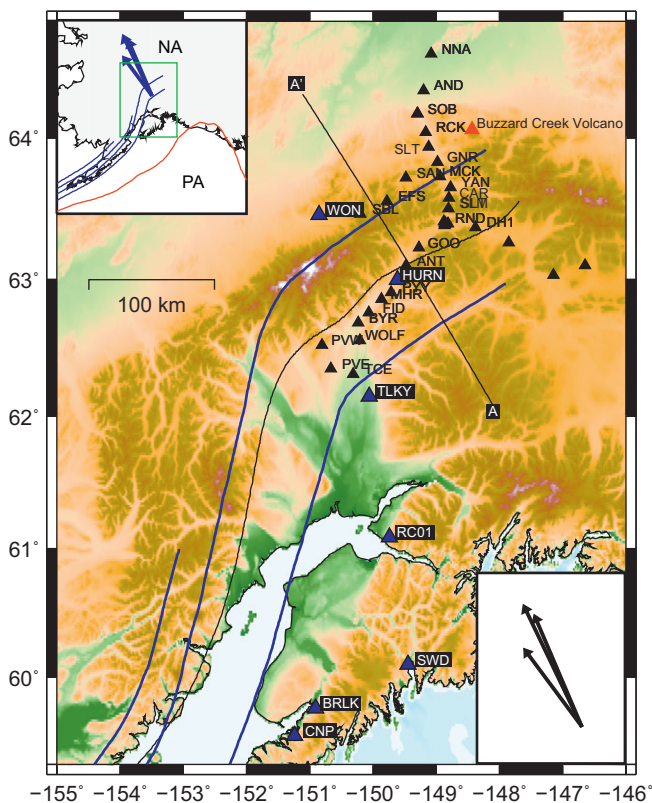 NA
PA
NNA
A'
AND
SOB
Buzzard Creek Volcano
RCK
64°
SLT
GNR
MCK
SAN
YAN
CAR
EFS
SLM
WON
SBL
RND
DH1
GOO
ANT
63°
HURN
100 km
MHR
FID
BYR
WOLF
PVW
PVE
TCE
TLKY
A
62°
RC01
61°
SWD
60°
BRLK
CNP
−155 −154 −153 −152 −151 −150 −149 −148 −147 −146